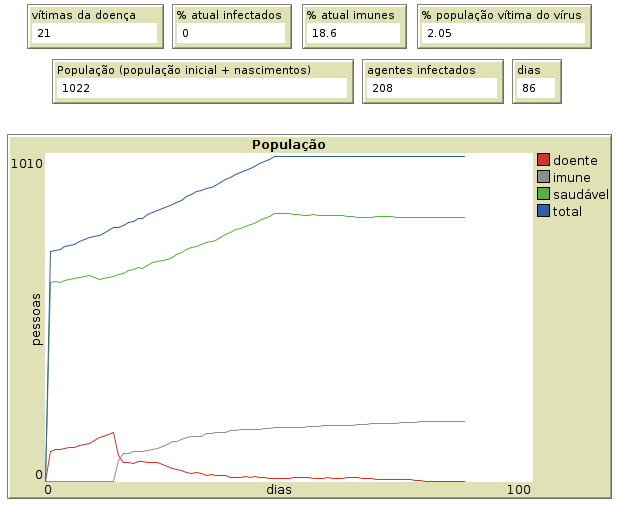 vítimas da doença
21
% atual infectados
0
% atual imunes
18.6
% população vítima do vírus
2.05
População (população inicial + nascimentos)
1022
agentes infectados
208
dias
86
População
1010
pessoas
0
0
dias
100
doente
imune
saudável
total